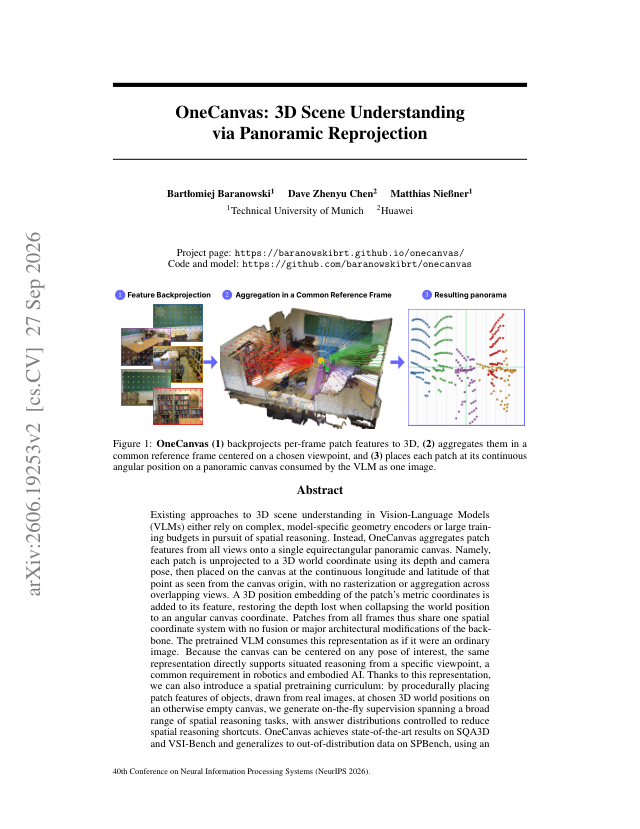 OneCanvas: 3D Scene Understanding
via Panoramic Reprojection
Bartłomiej Baranowski¹ Dave Zhenyu Chen² Matthias Nießner¹
¹Technical University of Munich ²Huawei
Project page: https://baranowskibrt.github.io/onecanvas/
Code and model: https://github.com/baranowskibrt/onecanvas
1 Feature Backprojection 2 Aggregation in a Common Reference Frame 3 Resulting panorama
Figure 1: OneCanvas (1) backprojects per-frame patch features to 3D, (2) aggregates them in a
common reference frame centered on a chosen viewpoint, and (3) places each patch at its continuous
angular position on a panoramic canvas consumed by the VLM as one image.
Abstract
Existing approaches to 3D scene understanding in Vision-Language Models
(VLMs) either rely on complex, model-specific geometry encoders or large train-
ing budgets in pursuit of spatial reasoning. Instead, OneCanvas aggregates patch
features from all views onto a single equirectangular panoramic canvas. Namely,
each patch is unprojected to a 3D world coordinate using its depth and camera
pose, then placed on the canvas at the continuous longitude and latitude of that
point as seen from the canvas origin, with no rasterization or aggregation across
overlapping views. A 3D position embedding of the patch's metric coordinates is
added to its feature, restoring the depth lost when collapsing the world position
to an angular canvas coordinate. Patches from all frames thus share one spatial
coordinate system with no fusion or major architectural modifications of the back-
bone. The pretrained VLM consumes this representation as if it were an ordinary
image. Because the canvas can be centered on any pose of interest, the same
representation directly supports situated reasoning from a specific viewpoint, a
common requirement in robotics and embodied AI. Thanks to this representation,
we can also introduce a spatial pretraining curriculum: by procedurally placing
patch features of objects, drawn from real images, at chosen 3D world positions
on an otherwise empty canvas, we generate on-the-fly supervision spanning a broad
range of spatial reasoning tasks, with answer distributions controlled to reduce
spatial reasoning shortcuts. OneCanvas achieves state-of-the-art results on SQA3D
and VSI-Bench and generalizes to out-of-distribution data on SPBench, using an
40th Conference on Neural Information Processing Systems (NeurIPS 2026).
arXiv:2606.19253v2 [cs.CV] 27 Sep 2026